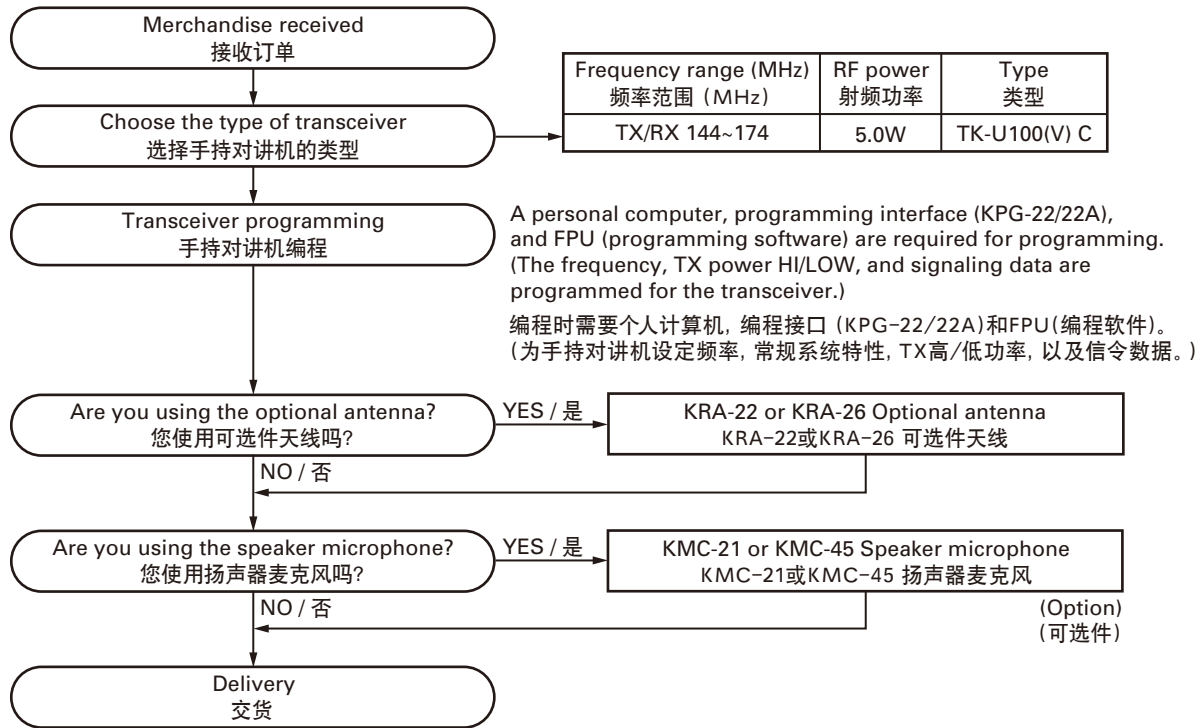 Merchandise received
接收订单
Choose the type of transceiver
选择手持对讲机的类型
Frequency range (MHz) RF power Type
频率范围 (MHz) 射频功率 类型
TX/RX 144~174 5.0W TK-U100(V) C
Transceiver programming
手持对讲机编程
A personal computer, programming interface (KPG-22/22A),
and FPU (programming software) are required for programming.
(The frequency, TX power HI/LOW, and signaling data are
programmed for the transceiver.)
编程时需要个人计算机, 编程接口 (KPG-22/22A)和FPU(编程软件)。
(为手持对讲机设定频率, 常规系统特性, TX高/低功率, 以及信令数据。)
Are you using the optional antenna?
您使用可选件天线吗?
YES / 是
KRA-22 or KRA-26 Optional antenna
KRA-22或KRA-26 可选件天线
NO / 否
Are you using the speaker microphone?
您使用扬声器麦克风吗?
YES / 是
KMC-21 or KMC-45 Speaker microphone
KMC-21或KMC-45 扬声器麦克风
NO / 否
(Option)
(可选件)
Delivery
交货